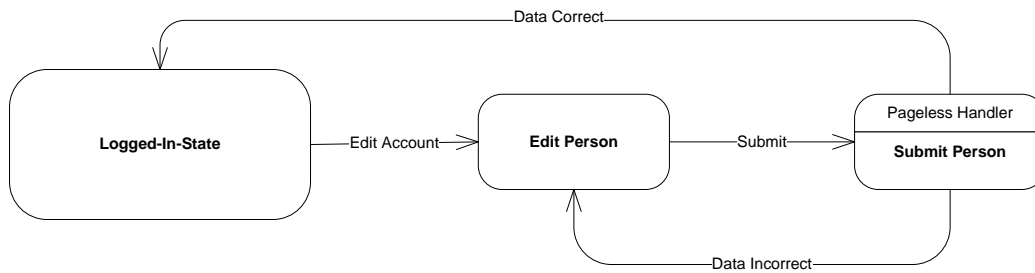 Data Correct
Pageless Handler
Logged-In-State
Edit Account
Edit Person
Submit
Submit Person
Data Incorrect